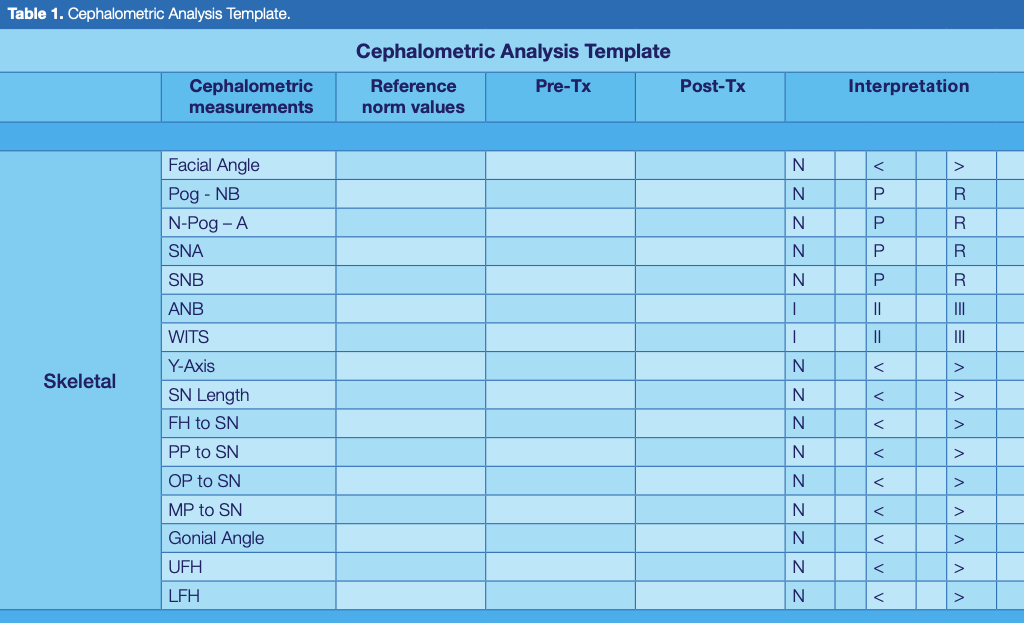 Table 1. Cephalometric Analysis Template.
Cephalometric Analysis Template
Cephalometric measurements Reference norm values Pre-Tx Post-Tx Interpretation
Skeletal
Facial Angle N < >
Pog - NB N P R
N-Pog – A N P R
SNA N P R
SNB N P R
ANB I II III
WITS I II III
Y-Axis N < >
SN Length N < >
FH to SN N < >
PP to SN N < >
OP to SN N < >
MP to SN N < >
Gonial Angle N < >
UFH N < >
LFH N < >